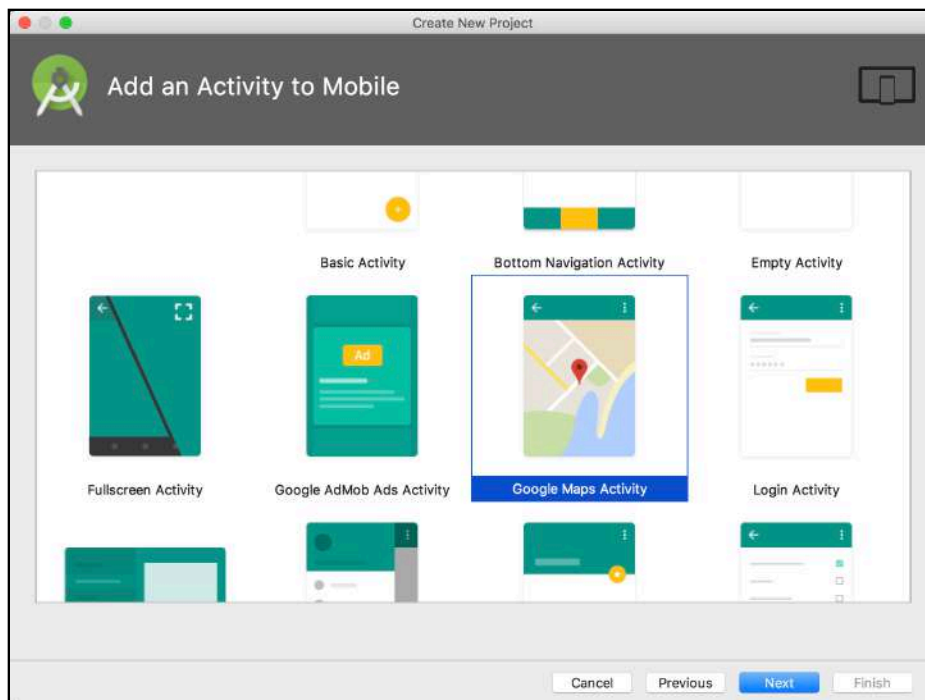 Create New Project
Add an Activity to Mobile
Basic Activity
Bottom Navigation Activity
Empty Activity
Ad
Fullscreen Activity
Google AdMob Ads Activity
Google Maps Activity
Login Activity
Cancel
Previous
Next
Finish